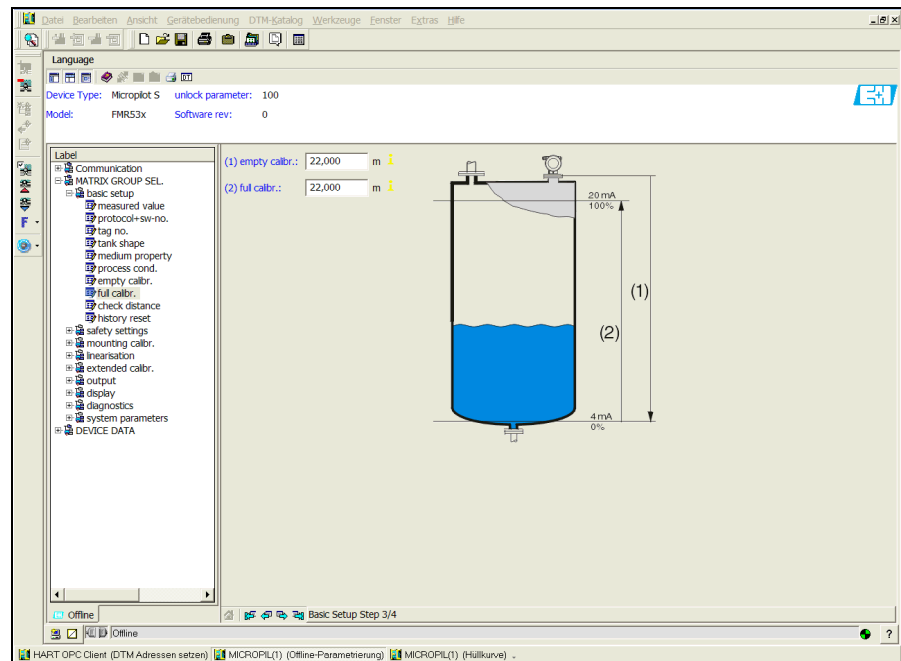 Datei Bearbeiten Ansicht Gerätebedienung DTM-Katalog Werkzeuge Fenster Extras Hilfe
Language
Device Type: Micropilot S unlock parameter: 100
Model: FMR53x Software rev: 0
Label
Communication
MATRIX GROUP SEL.
basic setup
measured value
protocol+sw-no.
tag no.
tank shape
medium property
process cond.
empty calibr.
full calibr.
check distance
history reset
safety settings
mounting calibr.
linearisation
extended calibr.
output
display
diagnostics
system parameters
DEVICE DATA
(1) empty calibr.: 22,000 m
(2) full calibr.: 22,000 m
20 mA
100%
(1)
(2)
4 mA
0%
F
Offline
Basic Setup Step 3/4
Offline
HART OPC Client (DTM Adressen setzen) MICROPIL(1) (Offline-Parametrierung) MICROPIL(1) (Hüllkurve)